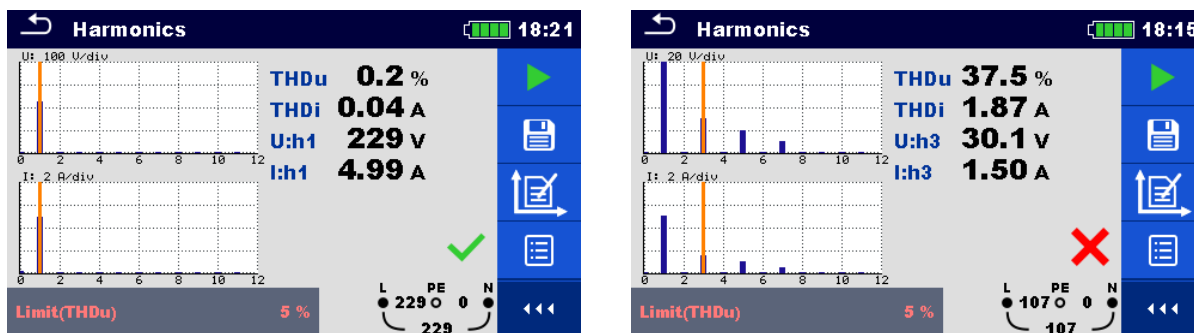 Harmonics 18:21
U: 100 V/div
THDu 0.2 %
THDi 0.04 A
U:h1 229 V
I:h1 4.99 A
0 2 4 6 8 10 12
I: 2 A/div
0 2 4 6 8 10 12
Limit(THDu) 5 %
L PE N
229 0
229
Harmonics 18:15
U: 20 V/div
THDu 37.5 %
THDi 1.87 A
U:h3 30.1 V
I:h3 1.50 A
0 2 4 6 8 10 12
I: 2 A/div
0 2 4 6 8 10 12
Limit(THDu) 5 %
L PE N
107 0
107